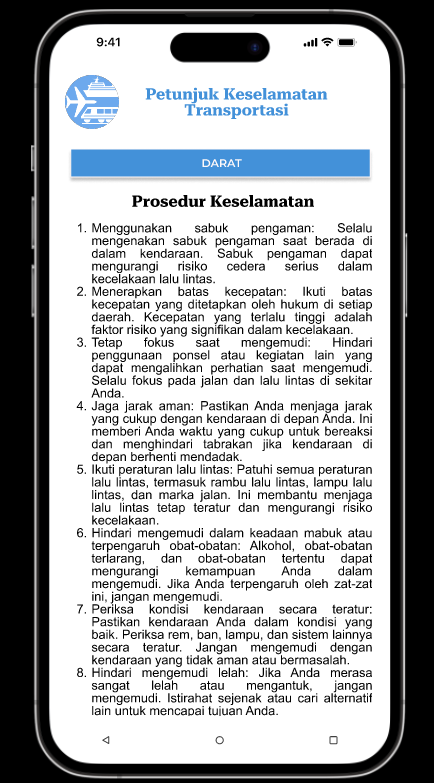 9:41
Petunjuk Keselamatan
Transportasi
DARAT
Prosedur Keselamatan
1. Menggunakan sabuk pengaman: Selalu
mengenakan sabuk pengaman saat berada di
dalam kendaraan. Sabuk pengaman dapat
mengurangi risiko cedera serius dalam
kecelakaan lalu lintas.
2. Menerapkan batas kecepatan: Ikuti batas
kecepatan yang ditetapkan oleh hukum di setiap
daerah. Kecepatan yang terlalu tinggi adalah
faktor risiko yang signifikan dalam kecelakaan.
3. Tetap fokus saat mengemudi: Hindari
penggunaan ponsel atau kegiatan lain yang
dapat mengalihkan perhatian saat mengemudi.
Selalu fokus pada jalan dan lalu lintas di sekitar
Anda.
4. Jaga jarak aman: Pastikan Anda menjaga jarak
yang cukup dengan kendaraan di depan Anda. Ini
memberi Anda waktu yang cukup untuk bereaksi
dan menghindari tabrakan jika kendaraan di
depan berhenti mendadak.
5. Ikuti peraturan lalu lintas: Patuhi semua peraturan
lalu lintas, termasuk rambu lalu lintas, lampu lalu
lintas, dan marka jalan. Ini membantu menjaga
lalu lintas tetap teratur dan mengurangi risiko
kecelakaan.
6. Hindari mengemudi dalam keadaan mabuk atau
terpengaruh obat-obatan: Alkohol, obat-obatan
terlarang, dan obat-obatan tertentu dapat
mengurangi kemampuan Anda dalam
mengemudi. Jika Anda terpengaruh oleh zat-zat
ini, jangan mengemudi.
7. Periksa kondisi kendaraan secara teratur:
Pastikan kendaraan Anda dalam kondisi yang
baik. Periksa rem, ban, lampu, dan sistem lainnya
secara teratur. Jangan mengemudi dengan
kendaraan yang tidak aman atau bermasalah.
8. Hindari mengemudi lelah: Jika Anda merasa
sangat lelah atau mengantuk, jangan
mengemudi. Istirahat sejenak atau cari alternatif
lain untuk mencapai tujuan Anda.